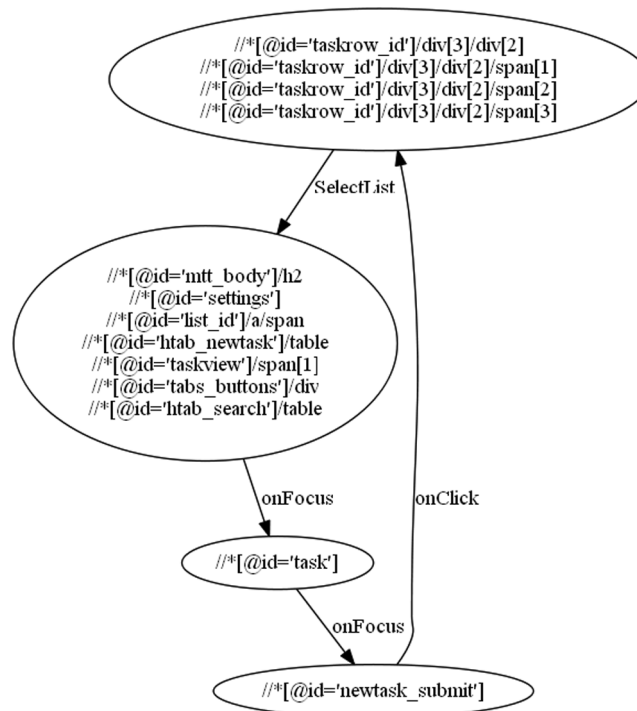 //*[@id='taskrow_id']/div[3]/div[2]
//*[@id='taskrow_id']/div[3]/div[2]/span[1]
//*[@id='taskrow_id']/div[3]/div[2]/span[2]
//*[@id='taskrow_id']/div[3]/div[2]/span[3]
SelectList
//*[@id='mtt_body']/h2
//*[@id='settings']
//*[@id='list_id']/a/span
//*[@id='htab_newtask']/table
//*[@id='taskview']/span[1]
//*[@id='tabs_buttons']/div
//*[@id='htab_search']/table
onFocus
onClick
//*[@id='task']
onFocus
//*[@id='newtask_submit']